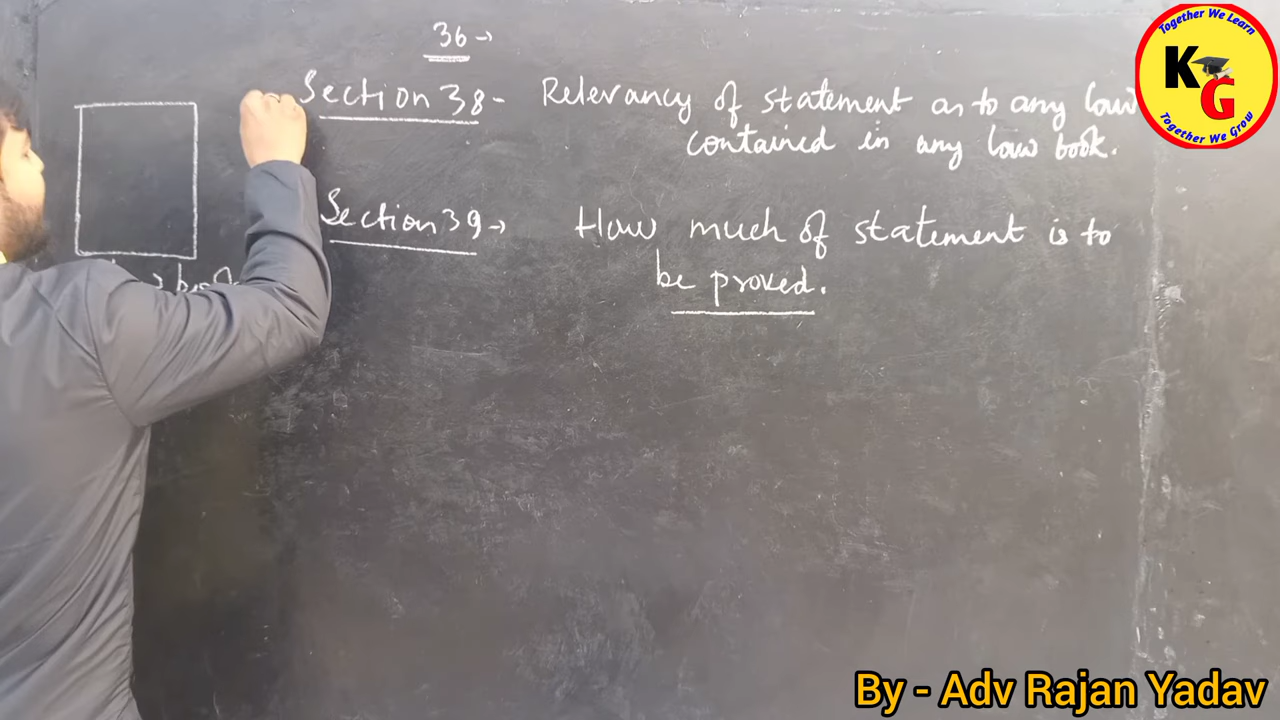 36 →
Section 38 - Relevancy of statement as to any law
contained in any law book.
Section 39 → How much of statement is to
be proved.
Together We Learn
KG
Together We Grow
By - Adv Rajan Yadav